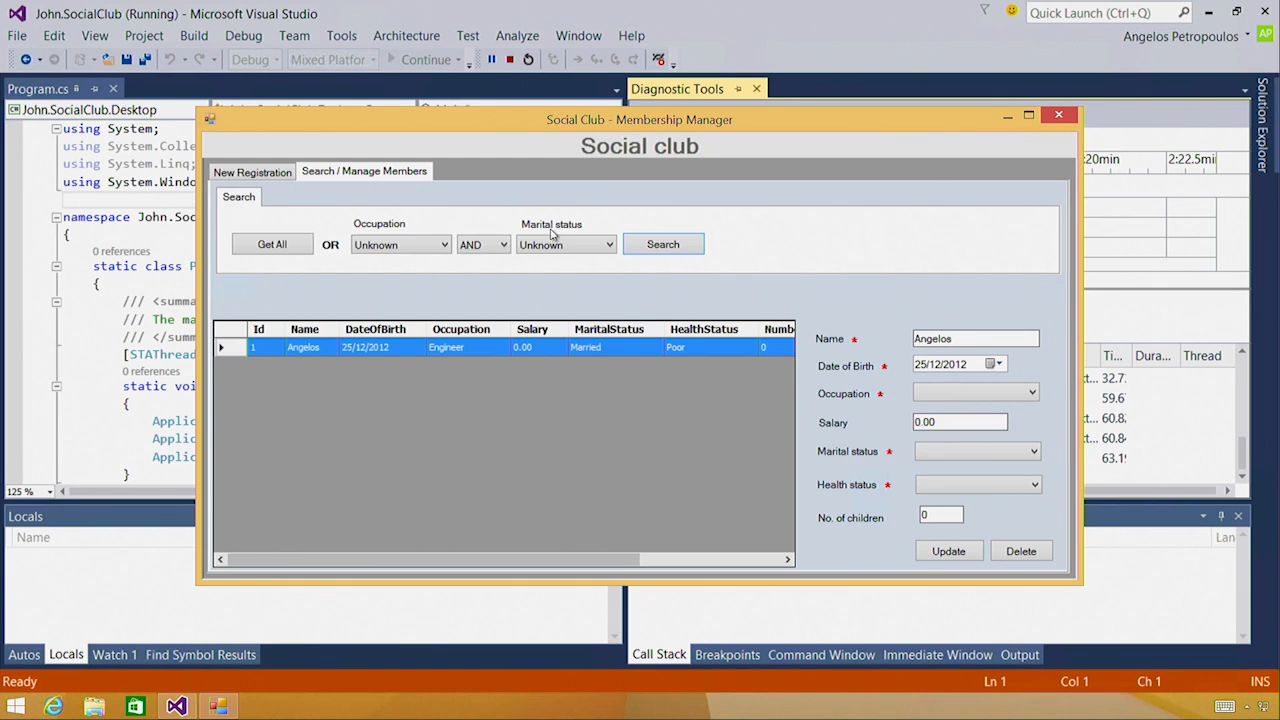 John.SocialClub (Running) - Microsoft Visual Studio
Quick Launch (Ctrl+Q)
File Edit View Project Build Debug Team Tools Architecture Test Analyze Window Help
Angelos Petropoulos AP
Debug Mixed Platfor Continue
Program.cs
Diagnostic Tools
Solution Explorer
John.SocialClub.Desktop
Social Club - Membership Manager
Social club
using System;
using System.Colle
using System.Linq;
using System.Windo
20min 2:22.5mi
New Registration Search / Manage Members
Search
namespace John.Soc
{
0 references
static class P
{
/// <summa
/// The ma
/// </summ
[STAThread
0 references
static voi
{
Applic
Applic
Applic
}
Occupation Marital status
Get All OR Unknown AND Unknown Search
Id Name DateOfBirth Occupation Salary MaritalStatus HealthStatus Numb
1 Angelos 25/12/2012 Engineer 0.00 Married Poor 0
Name * Angelos
Date of Birth * 25/12/2012
Occupation *
Salary 0.00
Marital status *
Health status *
No. of children 0
Update Delete
Ti... Dura... Thread
xt... 32.7
59.6
xt... 60.8
xt... 60.84
63.19
125 %
Locals
Name
Lan
Autos Locals Watch 1 Find Symbol Results
Call Stack Breakpoints Command Window Immediate Window Output
Ready Ln 1 Col 1 Ch 1 INS